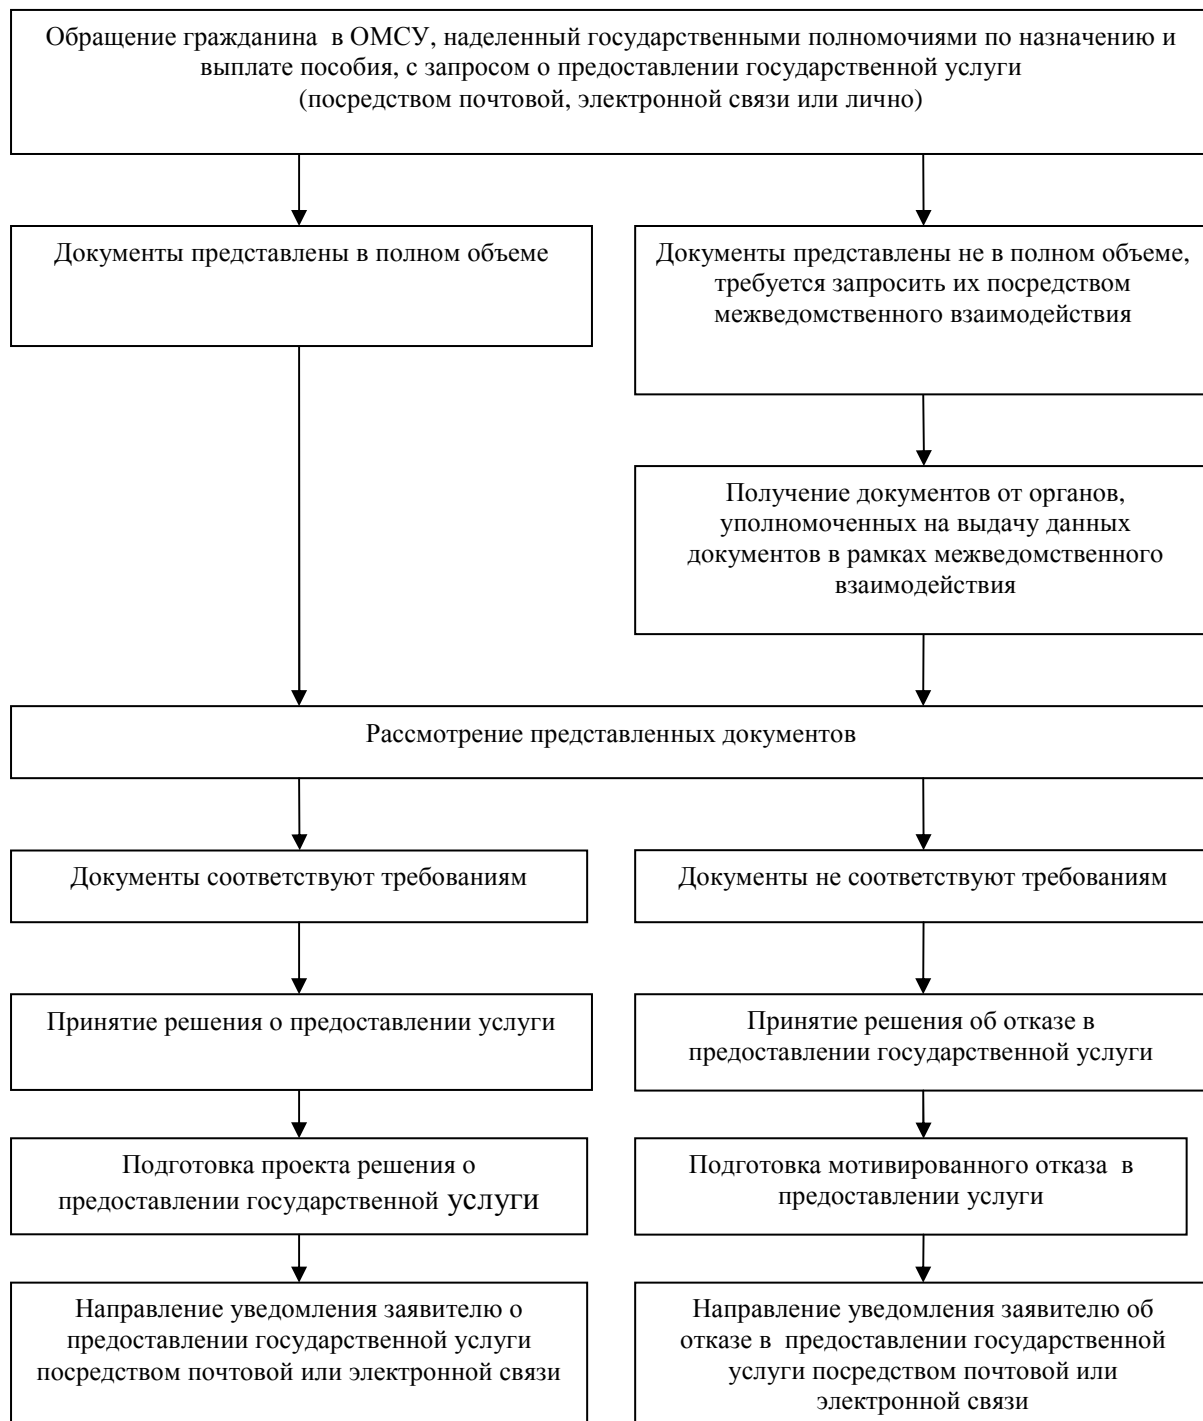 Обращение гражданина  в ОМСУ, наделенный государственными полномочиями по назначению и
выплате пособия, с запросом о предоставлении государственной услуги
(посредством почтовой, электронной связи или лично)
Документы представлены в полном объеме
Документы представлены не в полном объеме,
требуется запросить их посредством
межведомственного взаимодействия
Получение документов от органов,
уполномоченных на выдачу данных
документов в рамках межведомственного
взаимодействия
Рассмотрение представленных документов
Документы соответствуют требованиям
Документы не соответствуют требованиям
Принятие решения о предоставлении услуги
Принятие решения об отказе в
предоставлении государственной услуги
Подготовка проекта решения о
предоставлении государственной услуги
Подготовка мотивированного отказа  в
предоставлении услуги
Направление уведомления заявителю о
предоставлении государственной услуги
посредством почтовой или электронной связи
Направление уведомления заявителю об
отказе в  предоставлении государственной
услуги посредством почтовой или
электронной связи